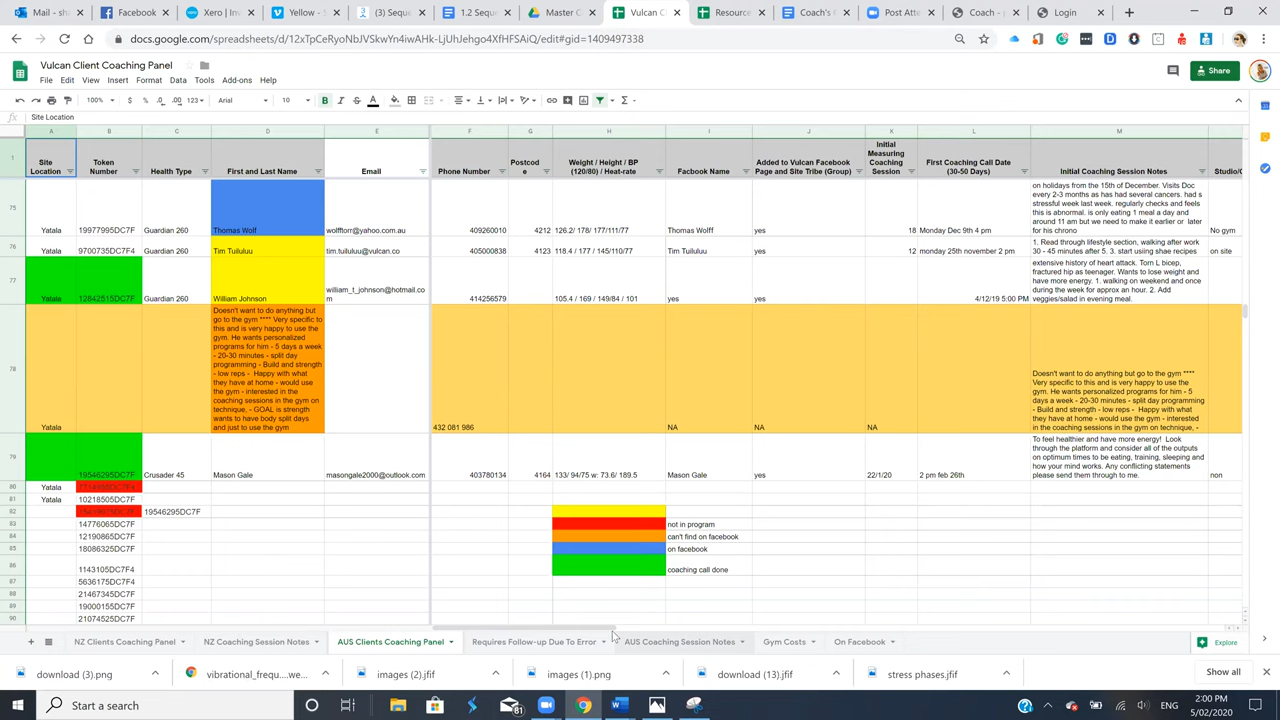 Facebook
Xero | Inv
Vst
Yellow - S
(3) Seque
1.2 Seque
Master C
Vulcan C
Resource
Coach's 6
Post Atte
Coach - J
Login
docs.google.com/spreadsheets/d/12xTpCeRyoNbJVSkwYn4iwAHk-LjUhJehgo4XfHFSAiQ/edit#gid=1409497338
Vulcan Client Coaching Panel
File Edit View Insert Format Data Tools Add-ons Help
Share
100% $ % .0 .00 123 Arial 10 B I S A
fx Site Location
A B C D E F G H I J K L M
1 Site Location Token Number Health Type First and Last Name Email Phone Number Postcode Weight / Height / BP (120/80) / Heat-rate Facbook Name Added to Vulcan Facebook Page and Site Tribe (Group) Initial Measuring Coaching Session First Coaching Call Date (30-50 Days) Initial Coaching Session Notes Studio/G
on holidays from the 15th of December. Visits Doc
every 2-3 months as has had several cancers. had s
stressful week last week. regularly checks and feels
this is abnormal. is only eating 1 meal a day and
around 11 am but we need to make it earlier or later
for his chrono
75 Yatala 19977995DC7F Guardian 260 Thomas Wolf wolfftorr@yahoo.com.au 409260010 4212 126.2/ 178/ 177/111/77 Thomas Wolff yes 18 Monday Dec 9th 4 pm No gym
76 Yatala 9700735DC7F4 Guardian 260 Tim Tuiluluu tim.tuiluluu@vulcan.co 405000838 4123 118.4 / 177 / 145/110/77 Tim Tuiluluu yes 12 monday 25th november 2 pm on site
1. Read through lifestyle section, walking after work
30 - 45 minutes after 5. 3. start usiing shae recipes
77 Yatala 12842515DC7F Guardian 260 William Johnson william_t_johnson@hotmail.com 414256579 105.4 / 169 / 149/84 / 101 yes yes 4/12/19 5:00 PM
extensive history of heart attack. Torn L bicep,
fractured hip as teenager. Wants to lose weight and
have more energy. 1. walking on weekend and once
during the week for approx an hour. 2. Add
veggies/salad in evening meal.
78 Yatala
Doesn't want to do anything but
go to the gym **** Very specific to
this and is very happy to use the
gym. He wants personalized
programs for him - 5 days a week
- 20-30 minutes - split day
programming - Build and strength
- low reps - Happy with what
they have at home - would use
the gym - interested in the
coaching sessions in the gym on
technique, - GOAL is strength
wants to have body split days
and just to use the gym
432 081 986 NA NA NA
Doesn't want to do anything but go to the gym ****
Very specific to this and is very happy to use the
gym. He wants personalized programs for him - 5
days a week - 20-30 minutes - split day programming
- Build and strength - low reps - Happy with what
they have at home - would use the gym - interested
in the coaching sessions in the gym on technique, -
79 Yatala 19546295DC7F Crusader 45 Mason Gale masongale2000@outlook.com 403780134 133. 94/75 w: 73.6/ 189.5 Mason Gale yes 22/1/20 2 pm feb 26th non
To feel healthier and have more energy! Look
through the platform and consider all of the outputs
on optimum times to be eating, training, sleeping and
how your mind works. Any conflicting statements
please send them through to me.
80 Yatala
81 Yatala 10218505DC7F
82 19546295DC7F
83 14776065DC7F not in program
84 12190865DC7F can't find on facebook
85 18086325DC7F on facebook
86 1143105DC7F4 coaching call done
87 5636175DC7F4
88 21467345DC7F
89 19000155DC7F
90 21074525DC7F
NZ Clients Coaching Panel NZ Coaching Session Notes AUS Clients Coaching Panel Requires Follow-up Due To Error AUS Coaching Session Notes Gym Costs On Facebook Explore
download (3).png vibrational_frequ....we... images (2).jfif images (1).png download (13).jfif stress phases.jfif Show all
Start a search 81 ENG 2:00 PM
5/02/2020